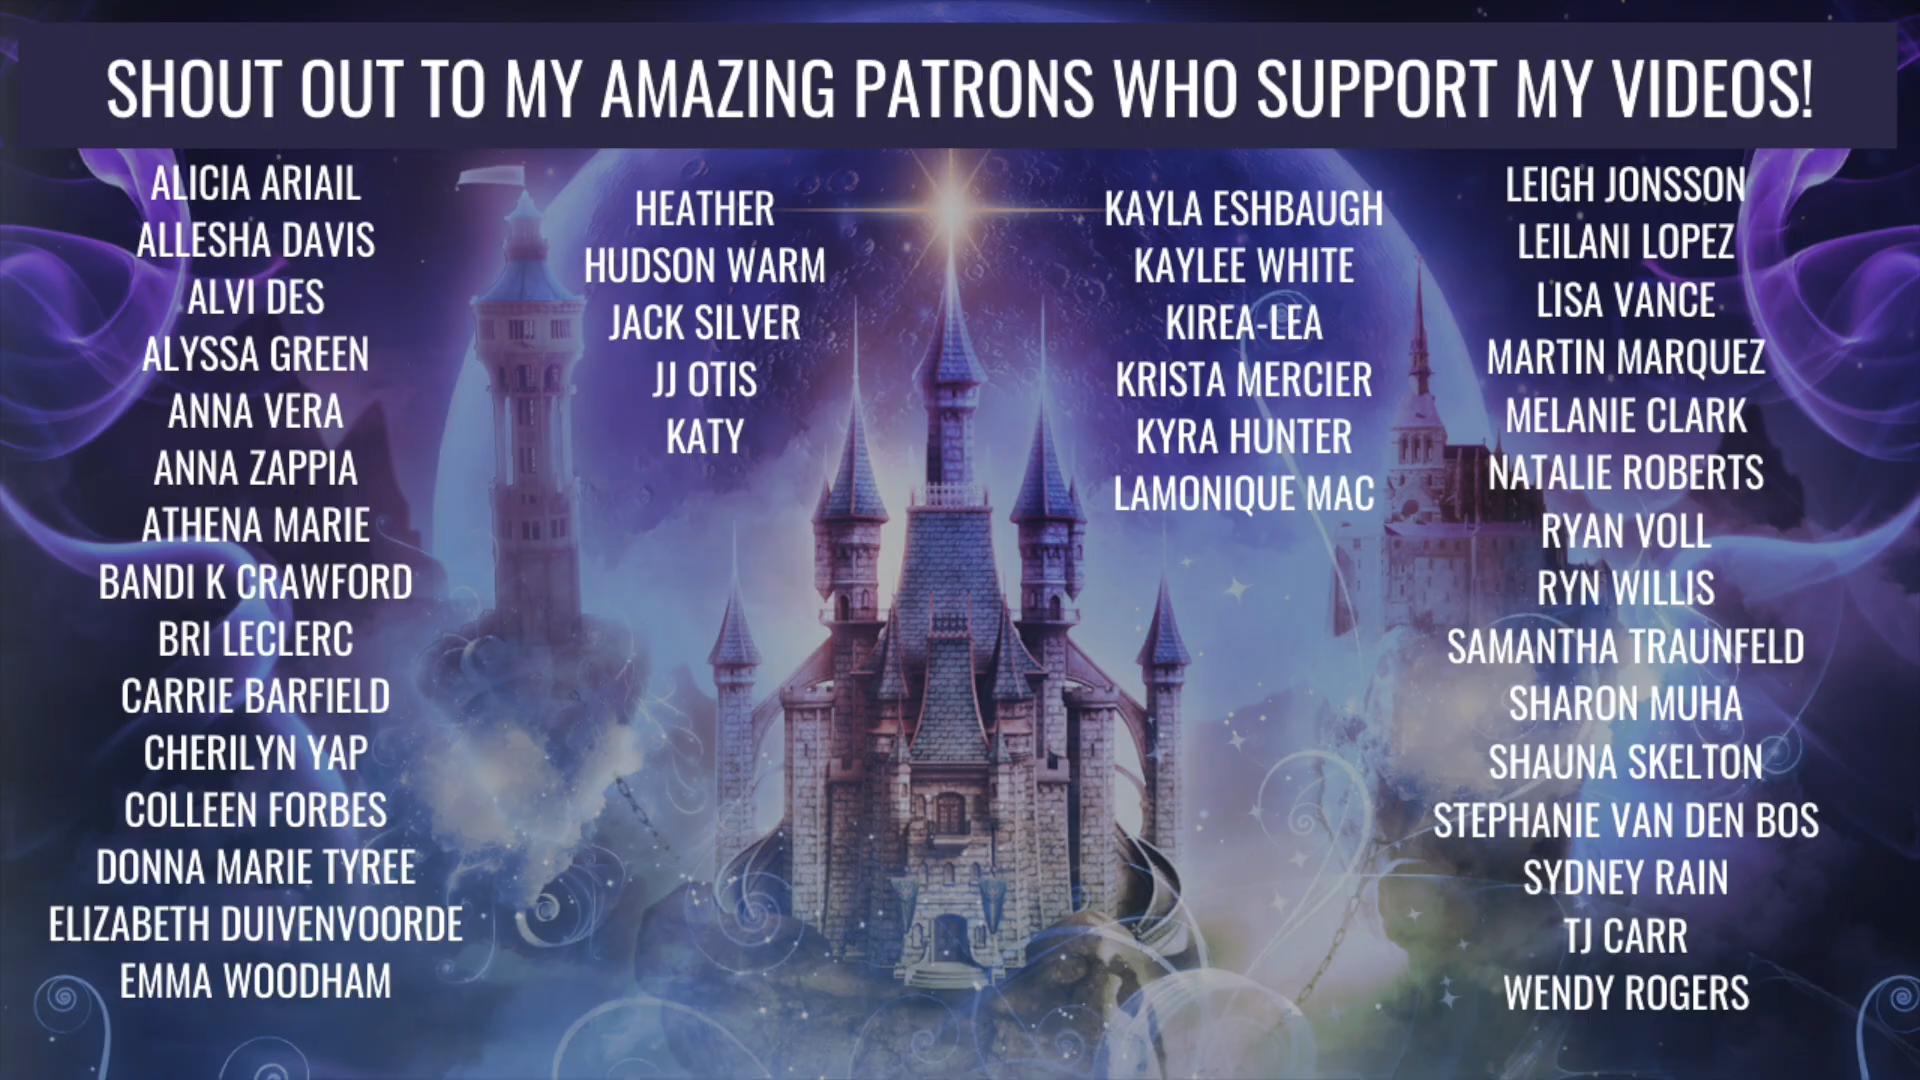 SHOUT OUT TO MY AMAZING PATRONS WHO SUPPORT MY VIDEOS!
ALICIA ARIAIL
ALLESHA DAVIS
ALVI DES
ALYSSA GREEN
ANNA VERA
ANNA ZAPPIA
ATHENA MARIE
BANDI K CRAWFORD
BRI LECLERC
CARRIE BARFIELD
CHERILYN YAP
COLLEEN FORBES
DONNA MARIE TYREE
ELIZABETH DUIVENVOORDE
EMMA WOODHAM
HEATHER
HUDSON WARM
JACK SILVER
JJ OTIS
KATY
KAYLA ESHBAUGH
KAYLEE WHITE
KIREA-LEA
KRISTA MERCIER
KYRA HUNTER
LAMONIQUE MAC
LEIGH JONSSON
LEILANI LOPEZ
LISA VANCE
MARTIN MARQUEZ
MELANIE CLARK
NATALIE ROBERTS
RYAN VOLL
RYN WILLIS
SAMANTHA TRAUNFELD
SHARON MUHA
SHAUNA SKELTON
STEPHANIE VAN DEN BOS
SYDNEY RAIN
TJ CARR
WENDY ROGERS